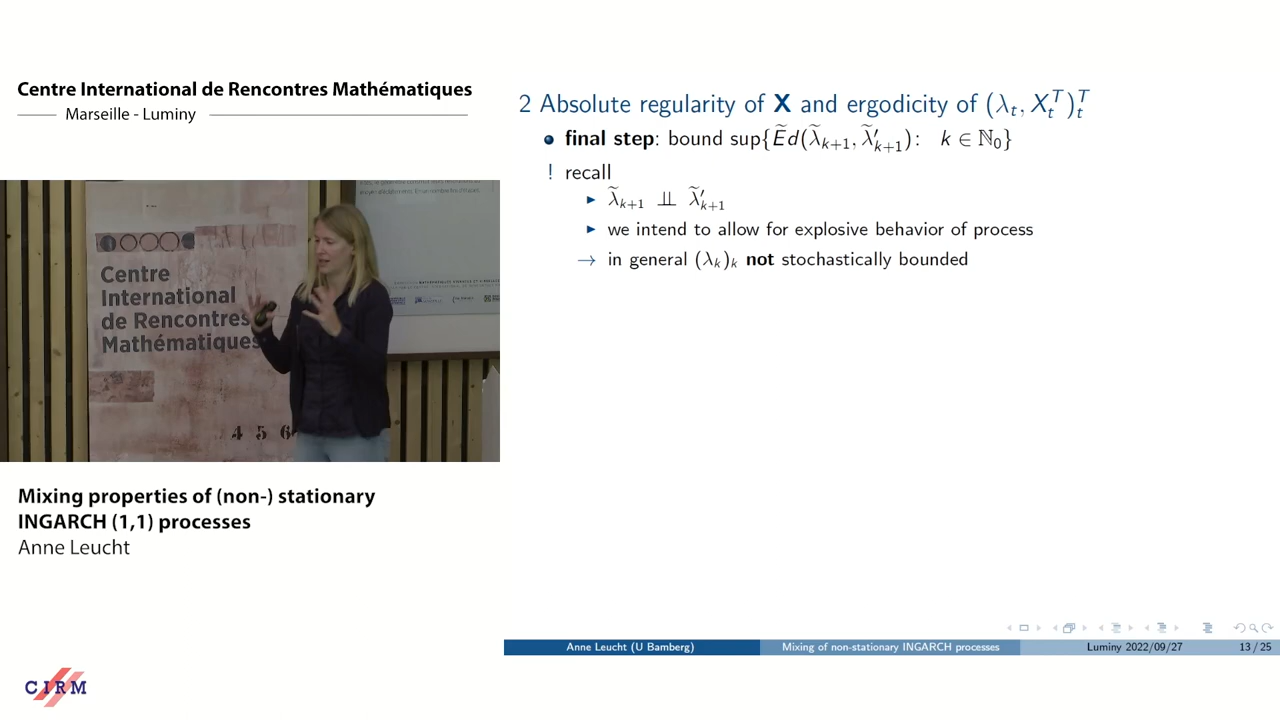 Centre International de Rencontres Mathématiques
Marseille - Luminy
Centre
International
de Rencontres
Mathématiques
4 5 6
Mixing properties of (non-) stationary
INGARCH (1,1) processes
Anne Leucht
CIRM
2 Absolute regularity of X and ergodicity of (λ_t, X_t^T)_t^T
final step: bound sup{Ẽd(λ̃_{k+1}, λ̃'_{k+1}): k ∈ ℕ_0}
! recall
▶ λ̃_{k+1} ⫫ λ̃'_{k+1}
▶ we intend to allow for explosive behavior of process
→ in general (λ_k)_k not stochastically bounded
Anne Leucht (U Bamberg) Mixing of non-stationary INGARCH processes Luminy 2022/09/27 13 / 25